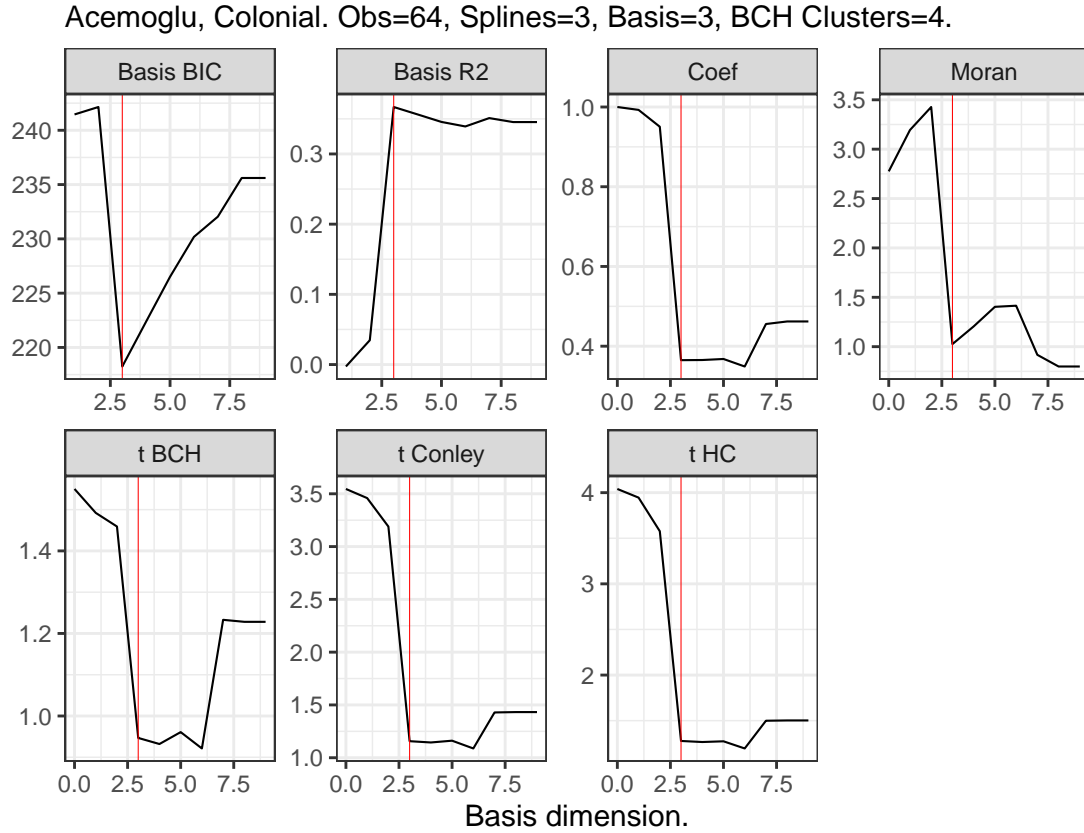 Acemoglu, Colonial. Obs=64, Splines=3, Basis=3, BCH Clusters=4.
Basis BIC
240
235
230
225
220
2.5 5.0 7.5
Basis R2
0.3
0.2
0.1
0.0
2.5 5.0 7.5
Coef
1.0
0.8
0.6
0.4
0.0 2.5 5.0 7.5
Moran
3.5
3.0
2.5
2.0
1.5
1.0
0.0 2.5 5.0 7.5
t BCH
1.4
1.2
1.0
0.0 2.5 5.0 7.5
t Conley
3.5
3.0
2.5
2.0
1.5
1.0
0.0 2.5 5.0 7.5
t HC
4
3
2
0.0 2.5 5.0 7.5
Basis dimension.